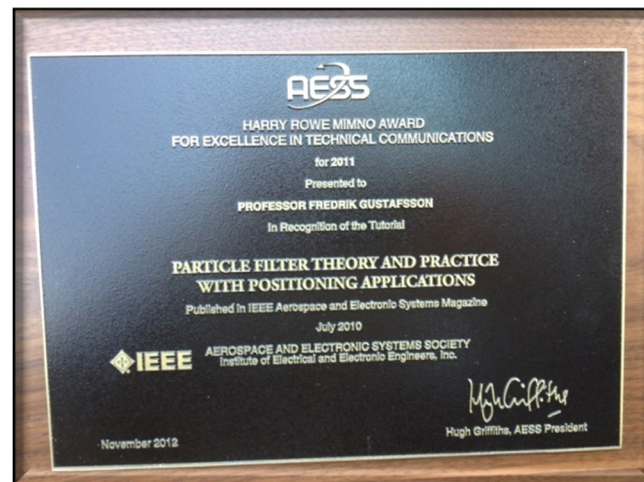 AESS
HARRY ROWE MIMNO AWARD
FOR EXCELLENCE IN TECHNICAL COMMUNICATIONS
for 2011
Presented to
PROFESSOR FREDRIK GUSTAFSSON
In Recognition of the Tutorial
PARTICLE FILTER THEORY AND PRACTICE
WITH POSITIONING APPLICATIONS
Published in IEEE Aerospace and Electronic Systems Magazine
July 2010
IEEE
AEROSPACE AND ELECTRONIC SYSTEMS SOCIETY
Institute of Electrical and Electronic Engineers, Inc.
Hugh Griffiths
Hugh Griffiths, AESS President
November 2012